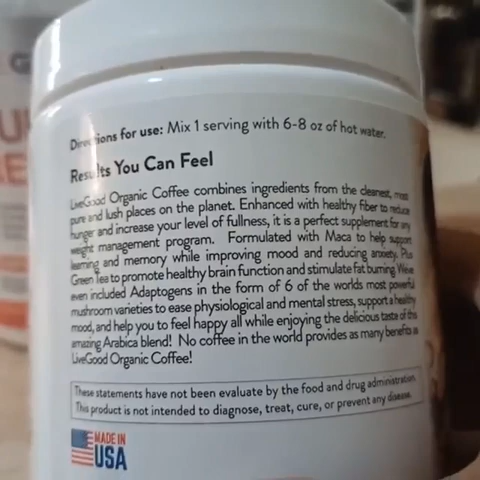 Directions for use: Mix 1 serving with 6-8 oz of hot water.
Results You Can Feel
LiveGood Organic Coffee combines ingredients from the cleanest, most
pure and lush places on the planet. Enhanced with healthy fiber to reduce
hunger and increase your level of fullness, it is a perfect supplement for any
weight management program. Formulated with Maca to help support
learning and memory while improving mood and reducing anxiety. Plus
Green Tea to promote healthy brain function and stimulate fat burning. We've
even included Adaptogens in the form of 6 of the worlds most powerful
mushroom varieties to ease physiological and mental stress, support a healthy
mood, and help you to feel happy all while enjoying the delicious taste of this
amazing Arabica blend! No coffee in the world provides as many benefits as
LiveGood Organic Coffee!
These statements have not been evaluate by the food and drug administration.
This product is not intended to diagnose, treat, cure, or prevent any disease.
MADE IN
USA